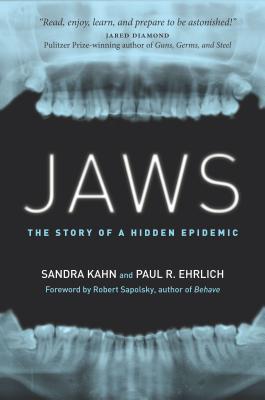 "Read, enjoy, learn, and prepare to be astonished!"
JARED DIAMOND
Pulitzer Prize-winning author of Guns, Germs, and Steel
JAWS
THE STORY OF A HIDDEN EPIDEMIC
SANDRA KAHN and PAUL R. EHRLICH
Foreword by Robert Sapolsky, author of Behave